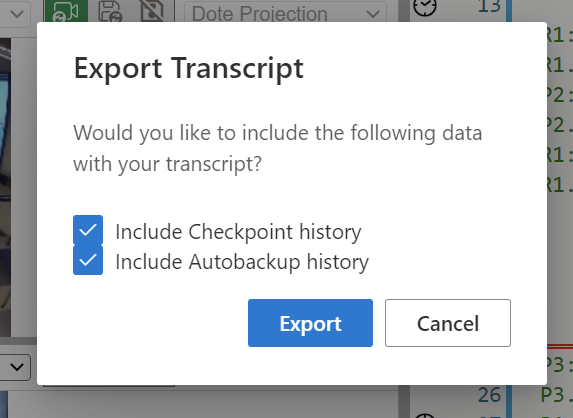 Dote Projection
13
R1:
R1.
P2:
P2.
R1:
R1.
Export Transcript
Would you like to include the following data
with your transcript?
Include Checkpoint history
Include Autobackup history
Export
Cancel
P3:
26
P3.